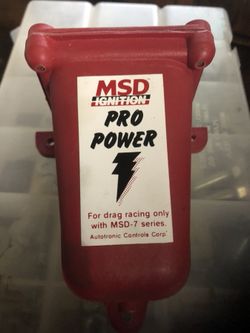 MSD
IGNITION
PRO
POWER
For drag racing only
with MSD-7 series.
Autotronic Controls Corp.